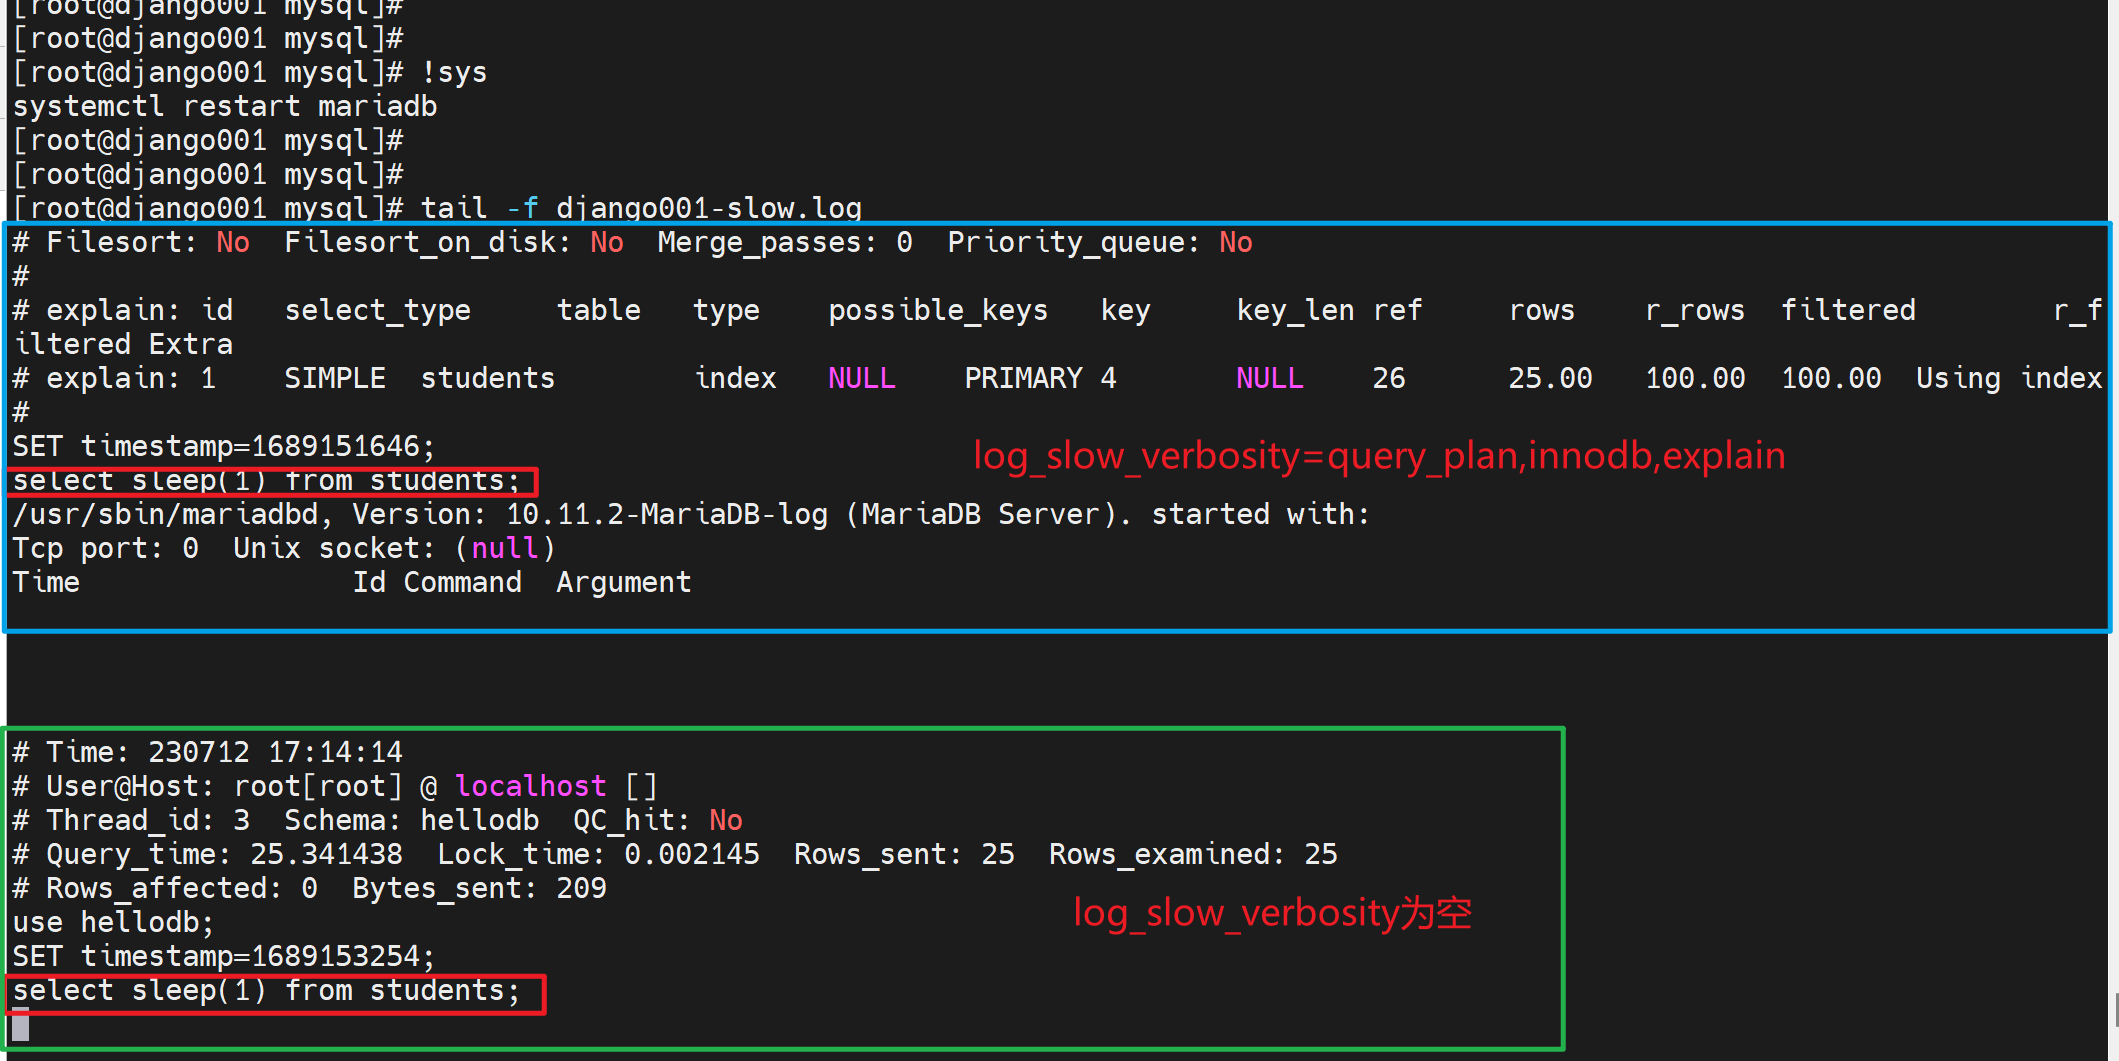 [root@django001 mysql]#
[root@django001 mysql]#
[root@django001 mysql]# !sys
systemctl restart mariadb
[root@django001 mysql]#
[root@django001 mysql]#
[root@django001 mysql]# tail -f django001-slow.log
# Filesort: No  Filesort_on_disk: No  Merge_passes: 0  Priority_queue: No
#
# explain: id   select_type     table   type    possible_keys   key     key_len ref     rows    r_rows  filtered        r_f
iltered Extra
# explain: 1    SIMPLE  students        index   NULL    PRIMARY 4       NULL    26      25.00   100.00  100.00  Using index
#
SET timestamp=1689151646;
log_slow_verbosity=query_plan,innodb,explain
select sleep(1) from students;
/usr/sbin/mariadbd, Version: 10.11.2-MariaDB-log (MariaDB Server). started with:
Tcp port: 0  Unix socket: (null)
Time                Id Command  Argument
# Time: 230712 17:14:14
# User@Host: root[root] @ localhost []
# Thread_id: 3  Schema: hellodb  QC_hit: No
# Query_time: 25.341438  Lock_time: 0.002145  Rows_sent: 25  Rows_examined: 25
# Rows_affected: 0  Bytes_sent: 209
use hellodb;
log_slow_verbosity为空
SET timestamp=1689153254;
select sleep(1) from students;